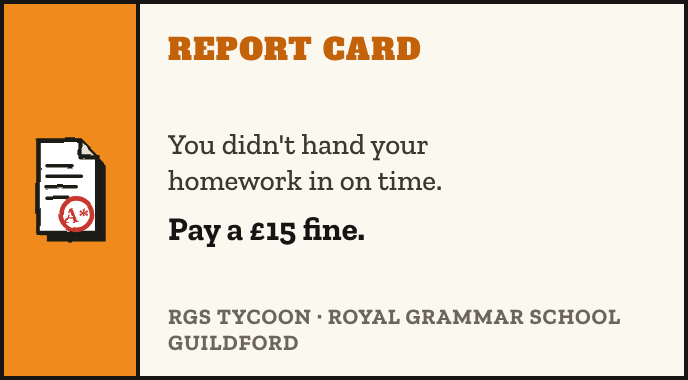 REPORT CARD
You didn't hand your
homework in on time.
A*
Pay a £15 fine.
RGS TYCOON · ROYAL GRAMMAR SCHOOL
GUILDFORD